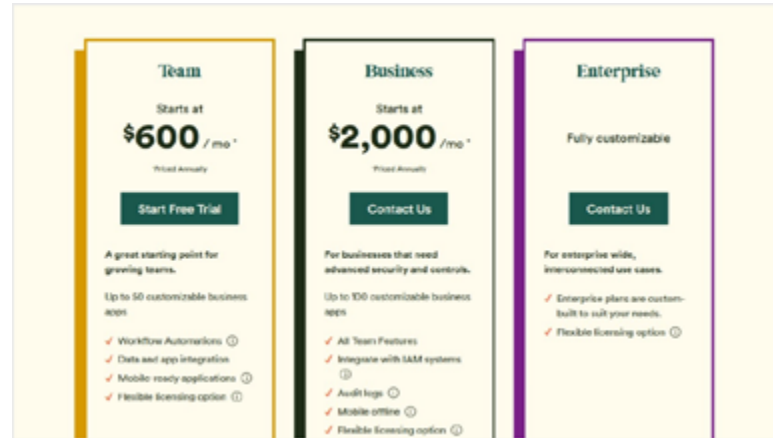 Team
Starts at
$600 / mo *
*Priced Annually
Start Free Trial
A great starting point for
growing teams.
Up to 50 customizable business
apps
✓ Workflow Automations ⓘ
✓ Data and app integration
✓ Mobile-ready applications ⓘ
✓ Flexible licensing option ⓘ
Business
Starts at
$2,000 /mo *
*Priced Annually
Contact Us
For businesses that need
advanced security and controls.
Up to 100 customizable business
apps
✓ All Team Features
✓ Integrate with IAM systems
ⓘ
✓ Audit logs ⓘ
✓ Mobile offline ⓘ
✓ Flexible licensing option ⓘ
Enterprise
Fully customizable
Contact Us
For enterprise wide,
interconnected use cases.
✓ Enterprise plans are custom-
built to suit your needs.
✓ Flexible licensing option ⓘ